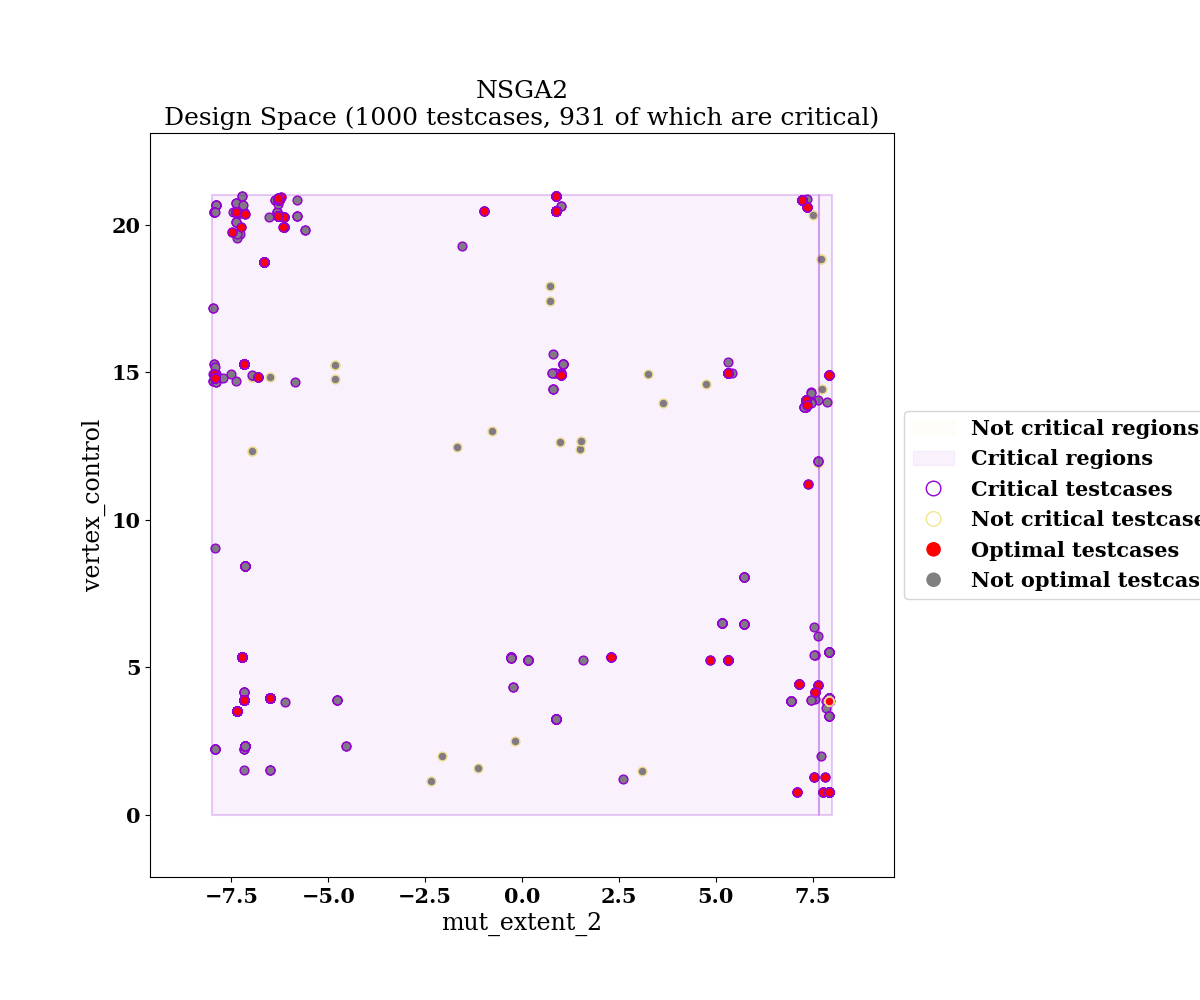 NSGA2
Design Space (1000 testcases, 931 of which are critical)
20
15
10
5
0
vertex_control
−7.5 −5.0 −2.5 0.0 2.5 5.0 7.5
mut_extent_2
Not critical regions
Critical regions
Critical testcases
Not critical testcase
Optimal testcases
Not optimal testcas